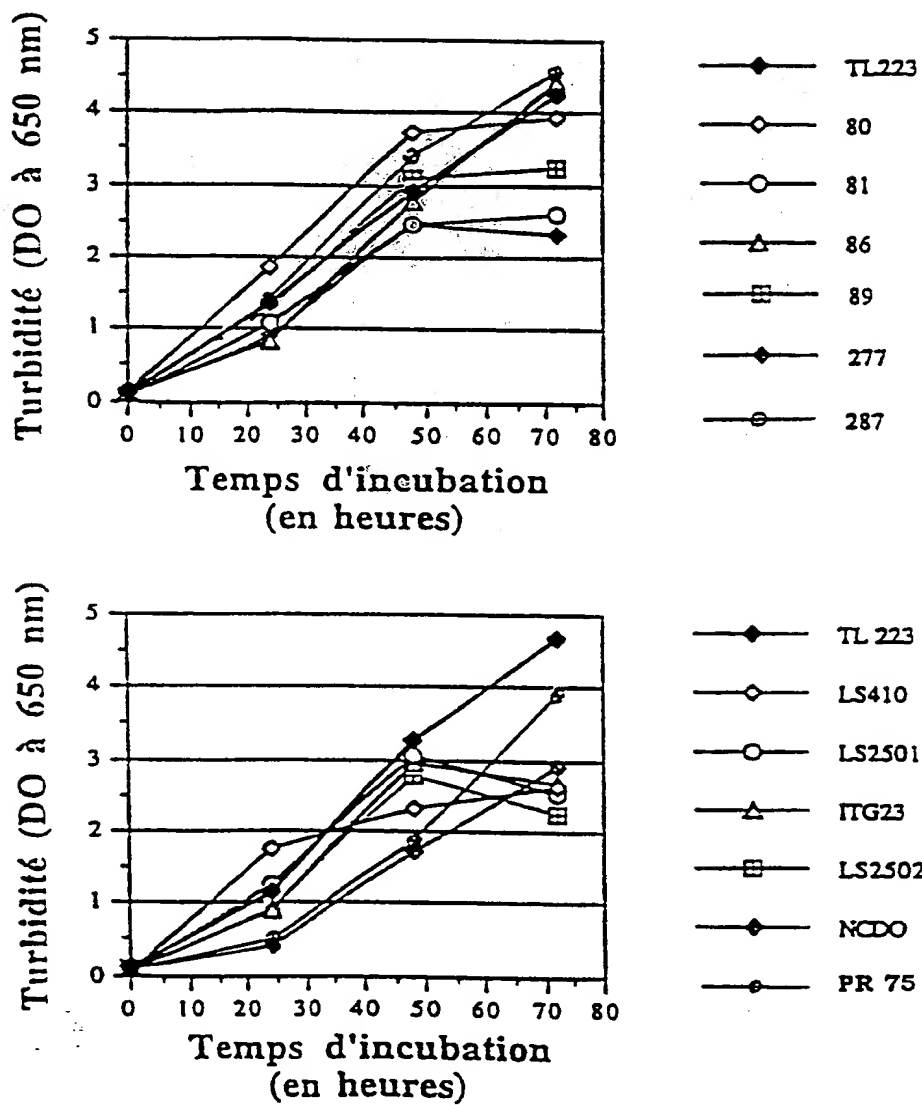 Turbidité (DO à 650 nm)
5
4
3
2
1
0
0 10 20 30 40 50 60 70 80
Temps d'incubation
(en heures)
TL223
80
81
86
89
277
287
Turbidité (DO à 650 nm)
5
4
3
2
1
0
0 10 20 30 40 50 60 70 80
Temps d'incubation
(en heures)
TL 223
LS410
LS2501
ITG23
LS2502
NCDO
PR 75